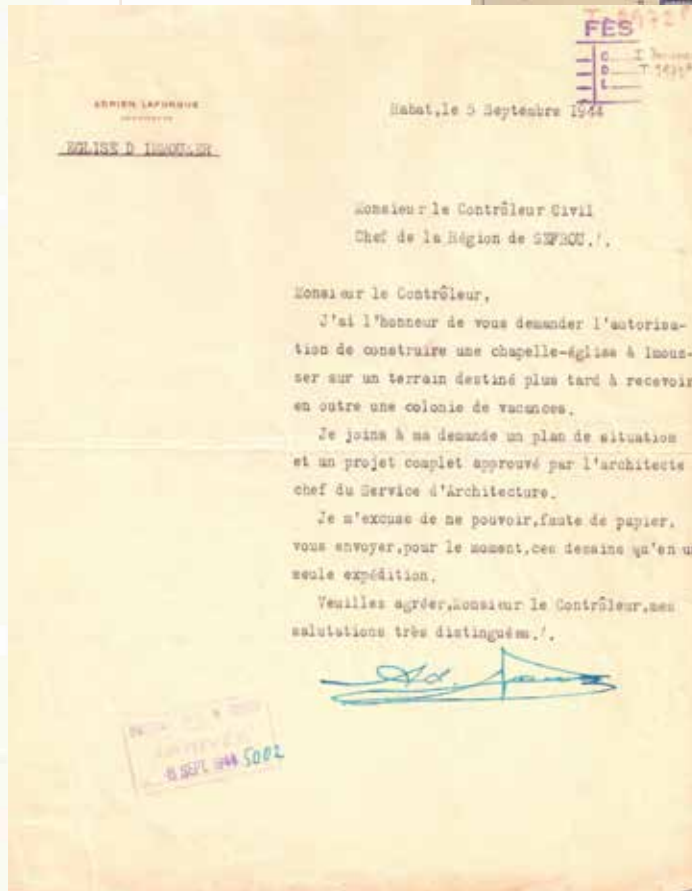 T. 2972 R
FES
C
D
L
T 2972 R
ADRIEN LAFORGUE
ARCHITECTE
Rabat,le 5 Septembre 1944
EGLISE D IMMOUZER
Monsieur le Contrôleur Civil
Chef de la Région de SEFROU.'.
Monsieur le Contrôleur,
J'ai l'honneur de vous demander l'autorisa-
tion de construire une chapelle-église à Imouz-
zer sur un terrain destiné plus tard à recevoir
en outre une colonie de vacances.
Je joins à ma demande un plan de situation
et un projet complet approuvé par l'architecte
chef du Service d'Architecture.
Je m'excuse de ne pouvoir,faute de papier,
vous envoyer,pour le moment,ces dessins qu'en u
seule expédition.
Veuillez agréer,Monsieur le Contrôleur,mes
salutations très distinguées.'.
Ad.
SEPT. 1944 5002